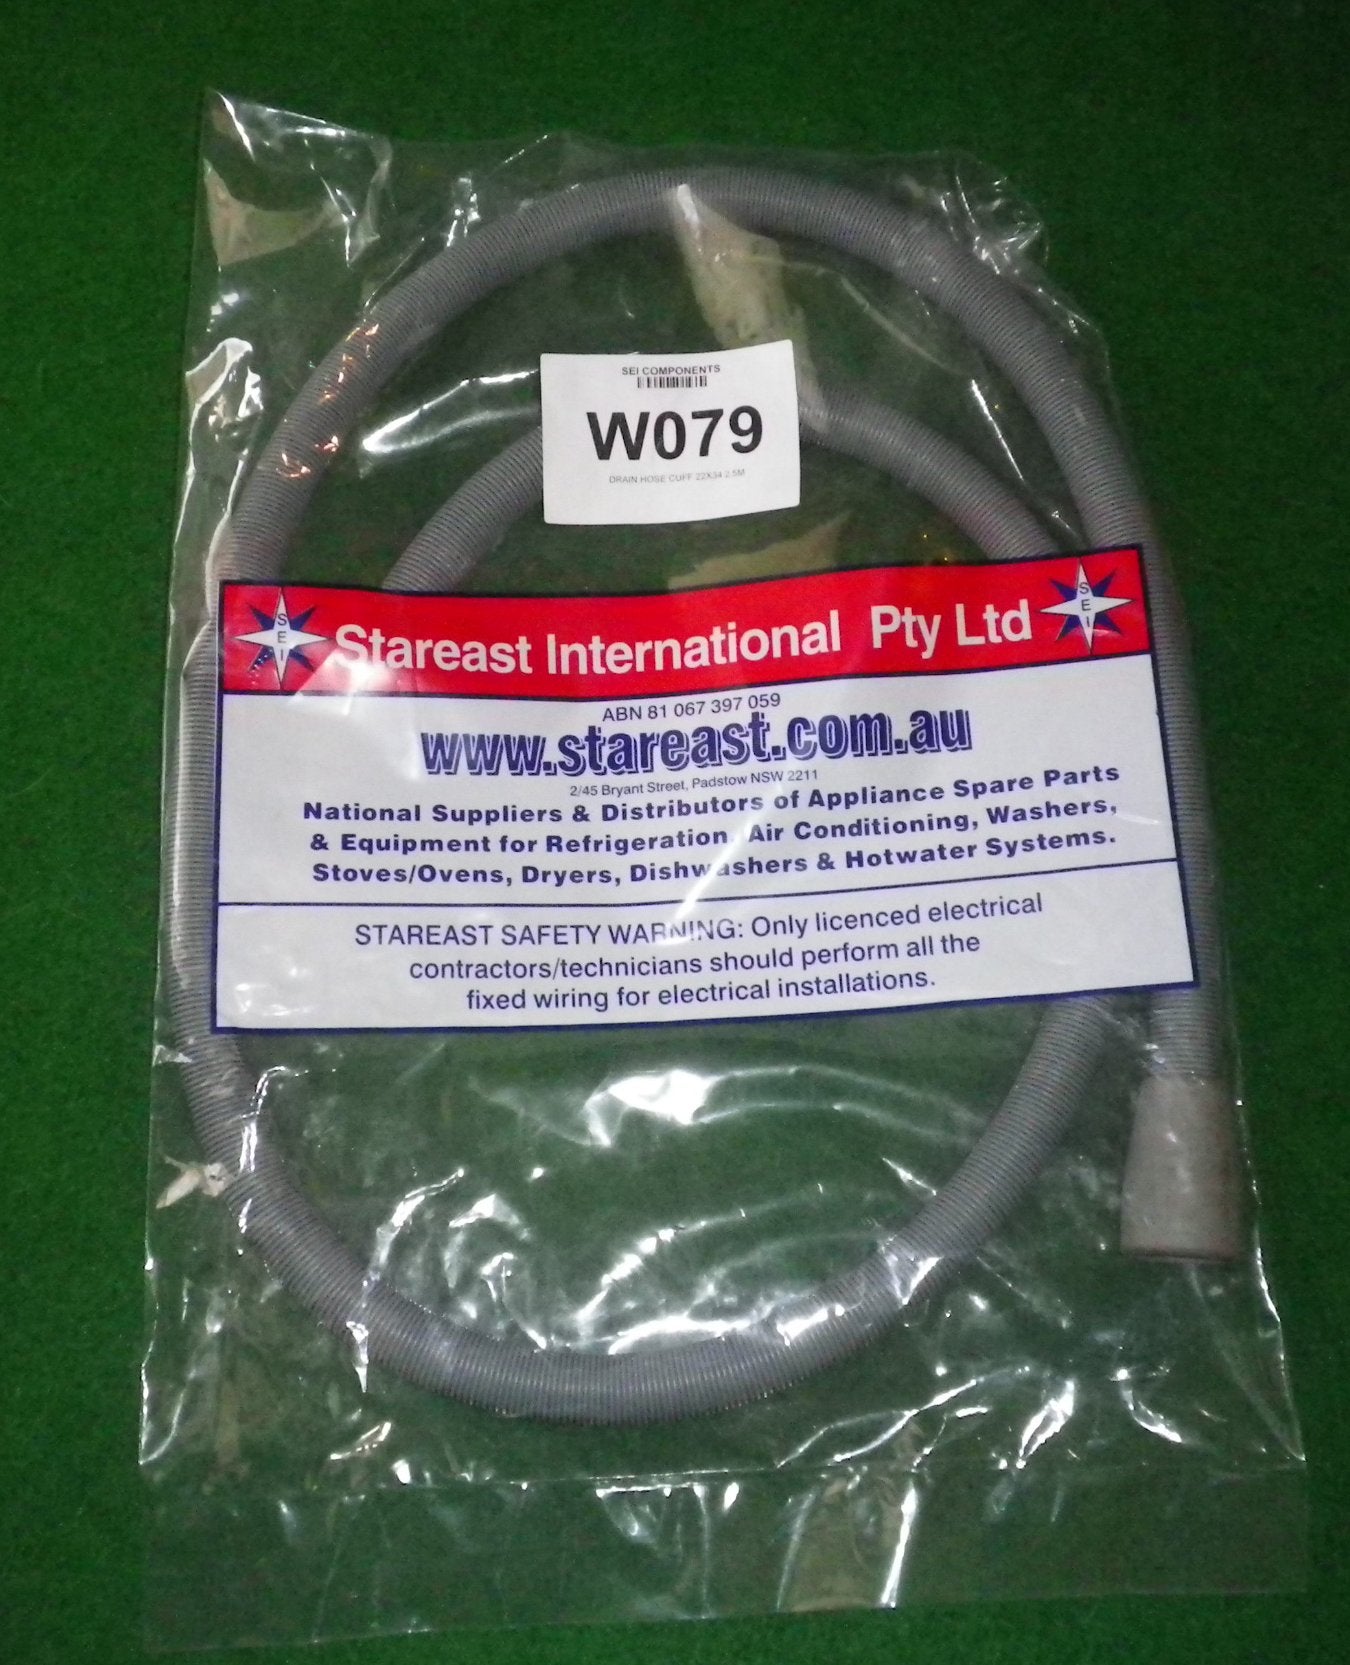 SEI COMPONENTS
W079
DRAIN HOSE CUFF 22X34 2.5M
SEI
Stareast International Pty Ltd
SEI
ABN 81 067 397 059
www.stareast.com.au
2/45 Bryant Street, Padstow NSW 2211
National Suppliers & Distributors of Appliance Spare Parts
& Equipment for Refrigeration, Air Conditioning, Washers,
Stoves/Ovens, Dryers, Dishwashers & Hotwater Systems.
STAREAST SAFETY WARNING: Only licenced electrical
contractors/technicians should perform all the
fixed wiring for electrical installations.